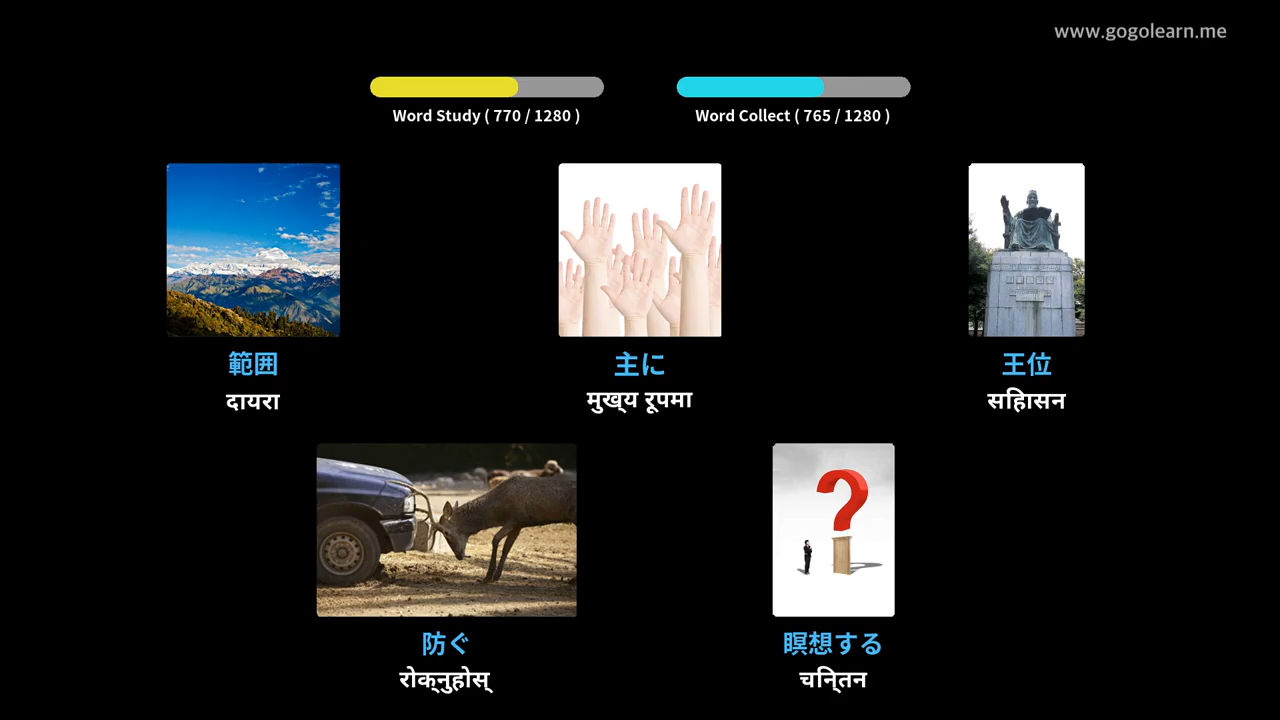 www.gogolearn.me
Word Study ( 770 / 1280 )
Word Collect ( 765 / 1280 )
範囲
主に
王位
दायरा
मुख्य रूपमा
सिंहासन
防ぐ
瞑想する
रोक्नुहोस्
चिन्तन